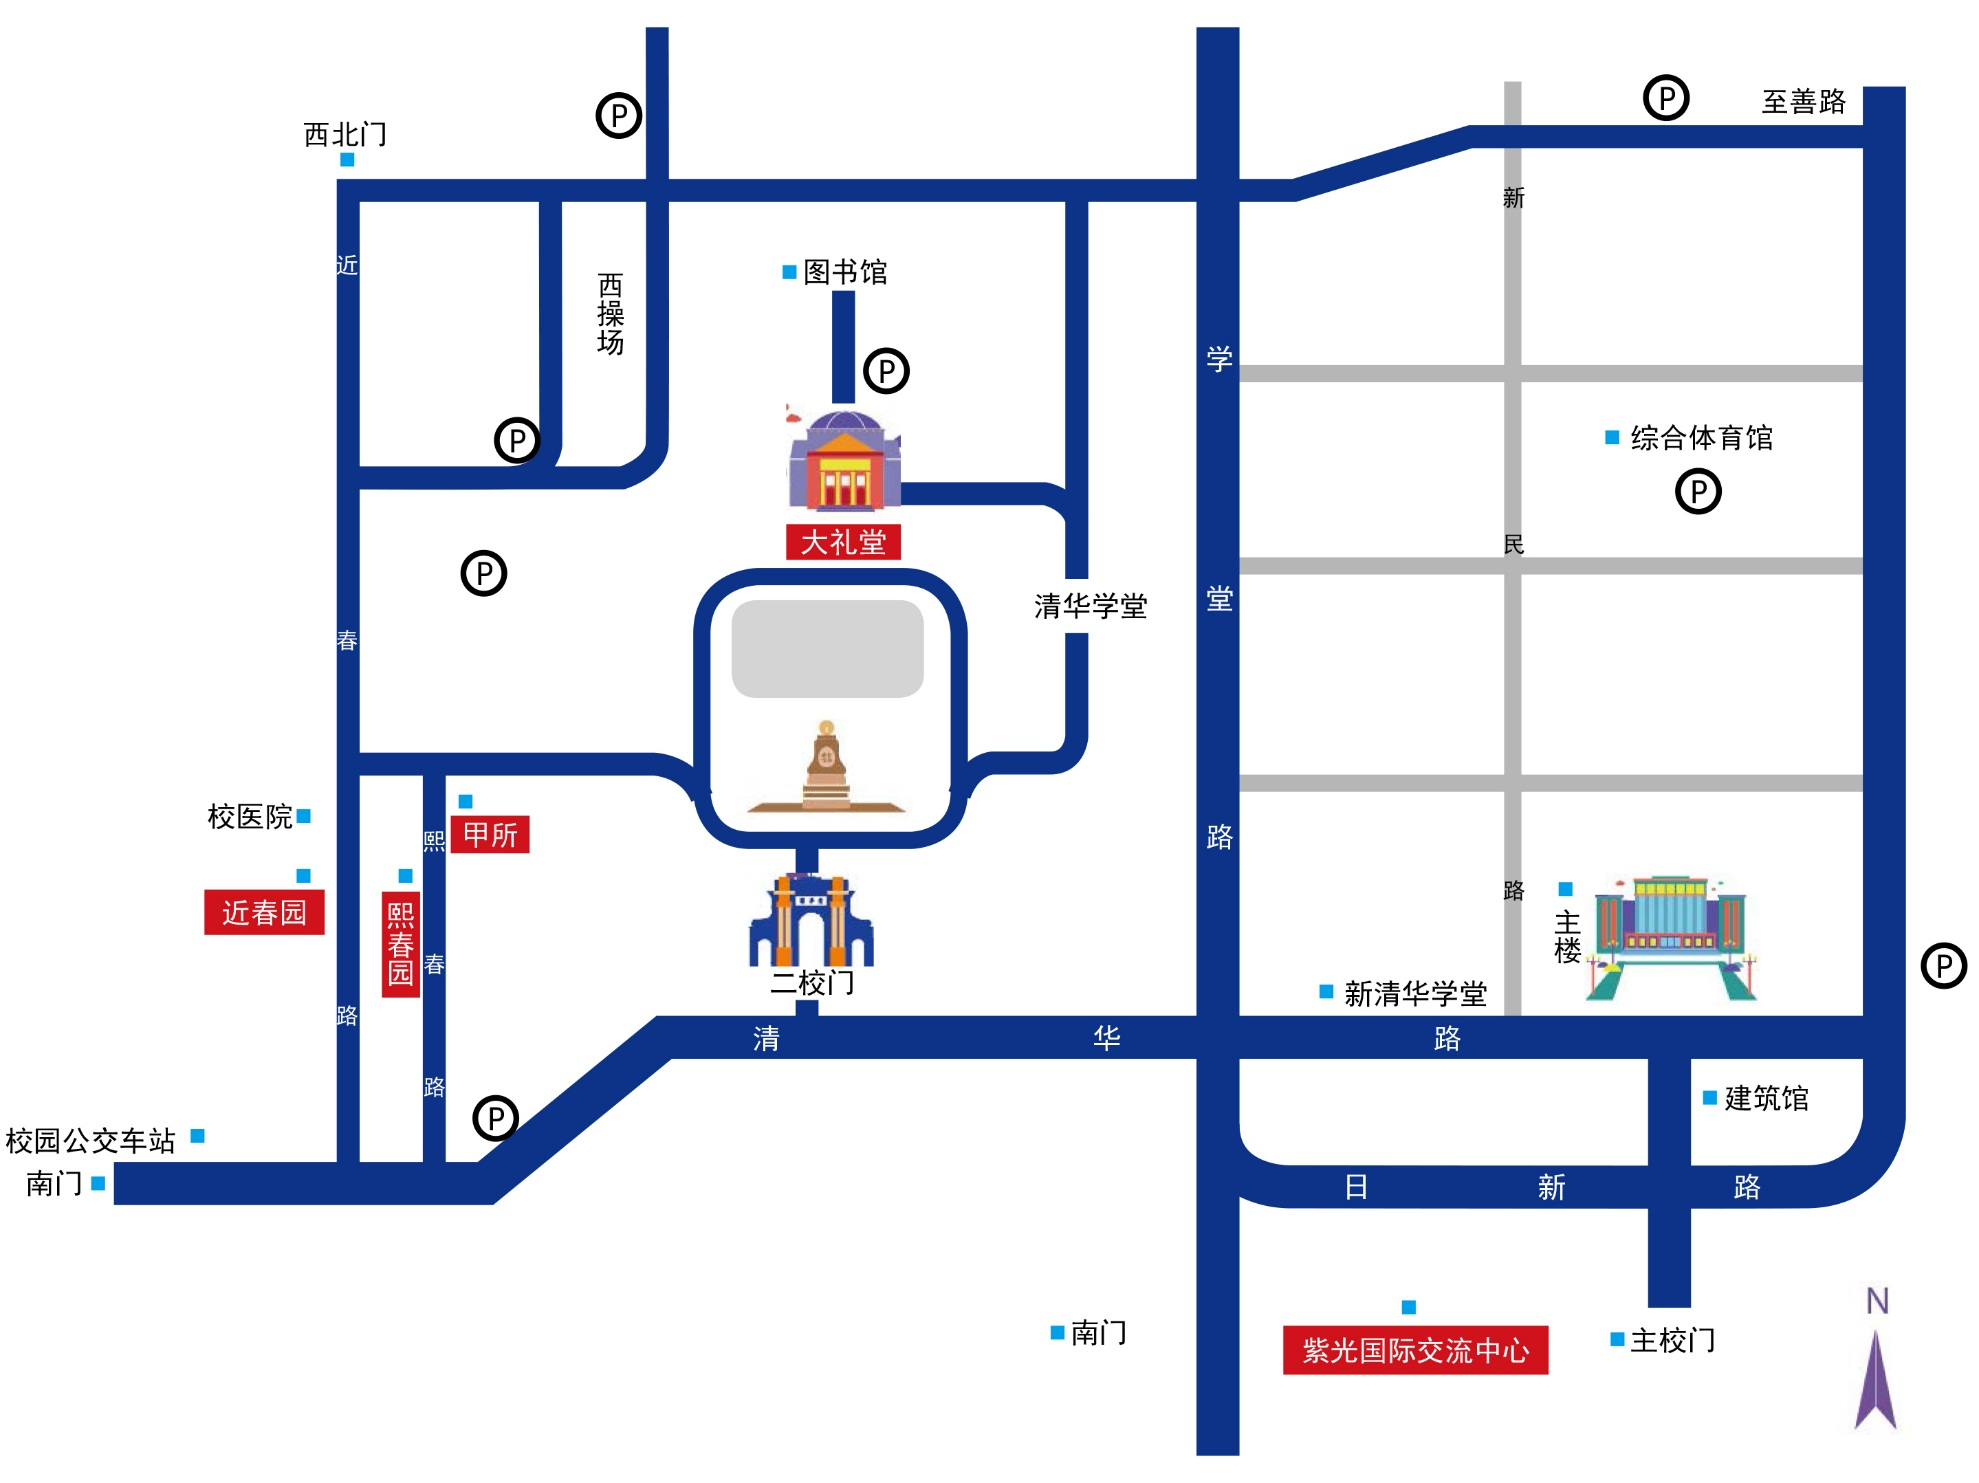 P
P
至善路
西北门
新
近
图书馆
西操场
学
P
P
综合体育馆
P
大礼堂
民
P
堂
清华学堂
春
校医院
甲所
熙
路
路
近春园
熙春园
主楼
春
P
二校门
新清华学堂
路
清
华
路
路
建筑馆
P
校园公交车站
南门
日
新
路
N
南门
紫光国际交流中心
主校门